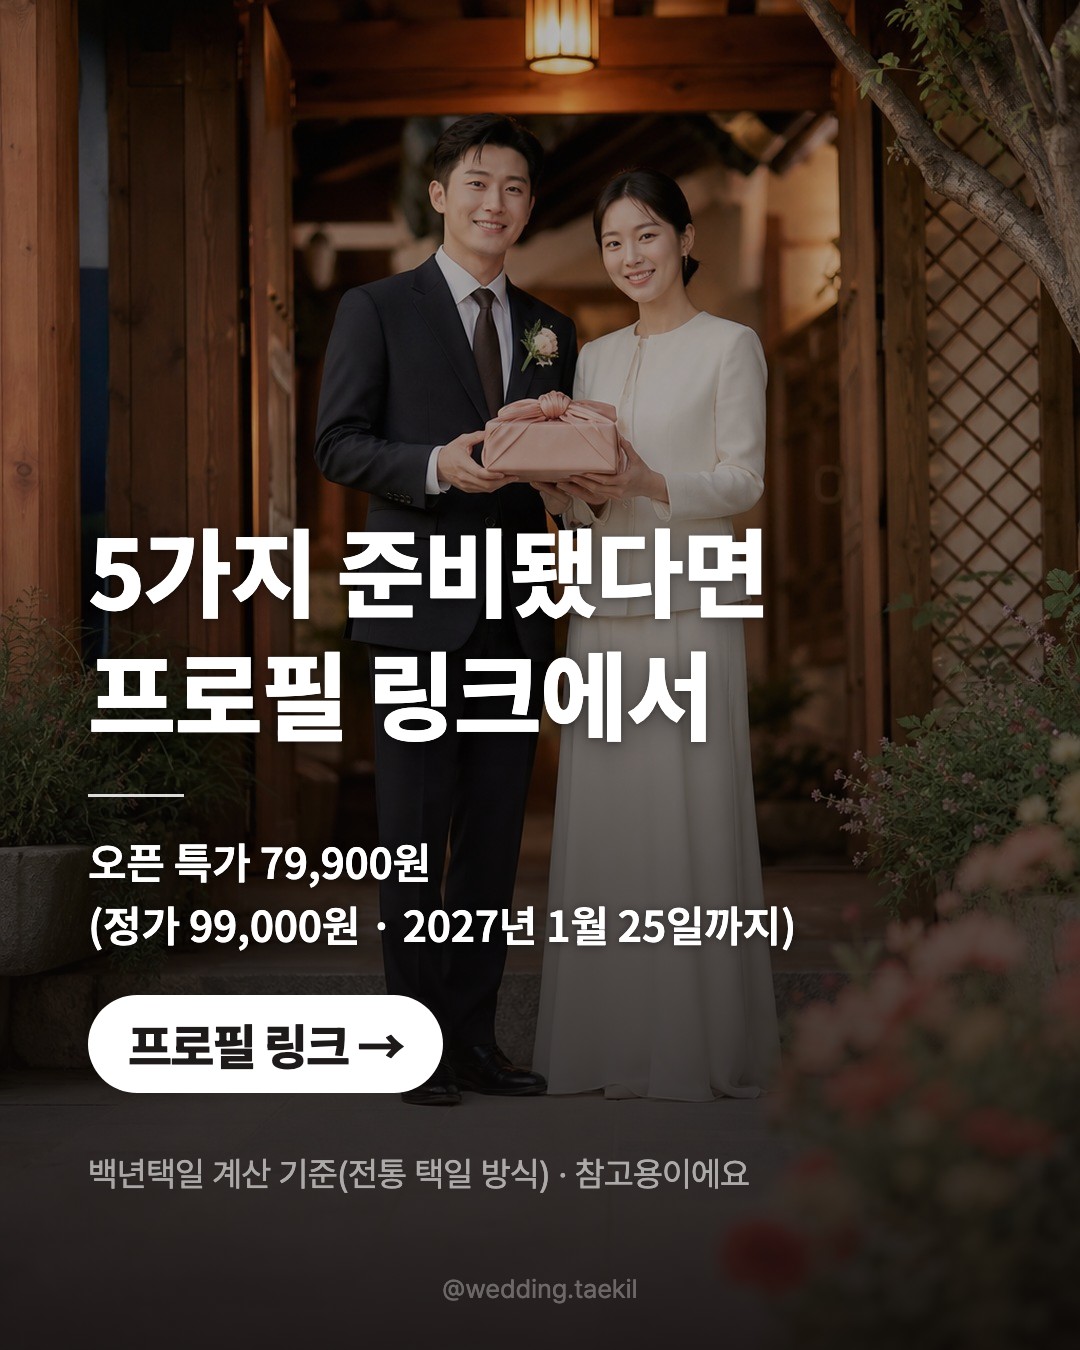 5가지 준비됐다면
프로필 링크에서
오픈 특가 79,900원
(정가 99,000원 · 2027년 1월 25일까지)
프로필 링크 →
백년택일 계산 기준(전통 택일 방식) · 참고용이에요
@wedding.taekil